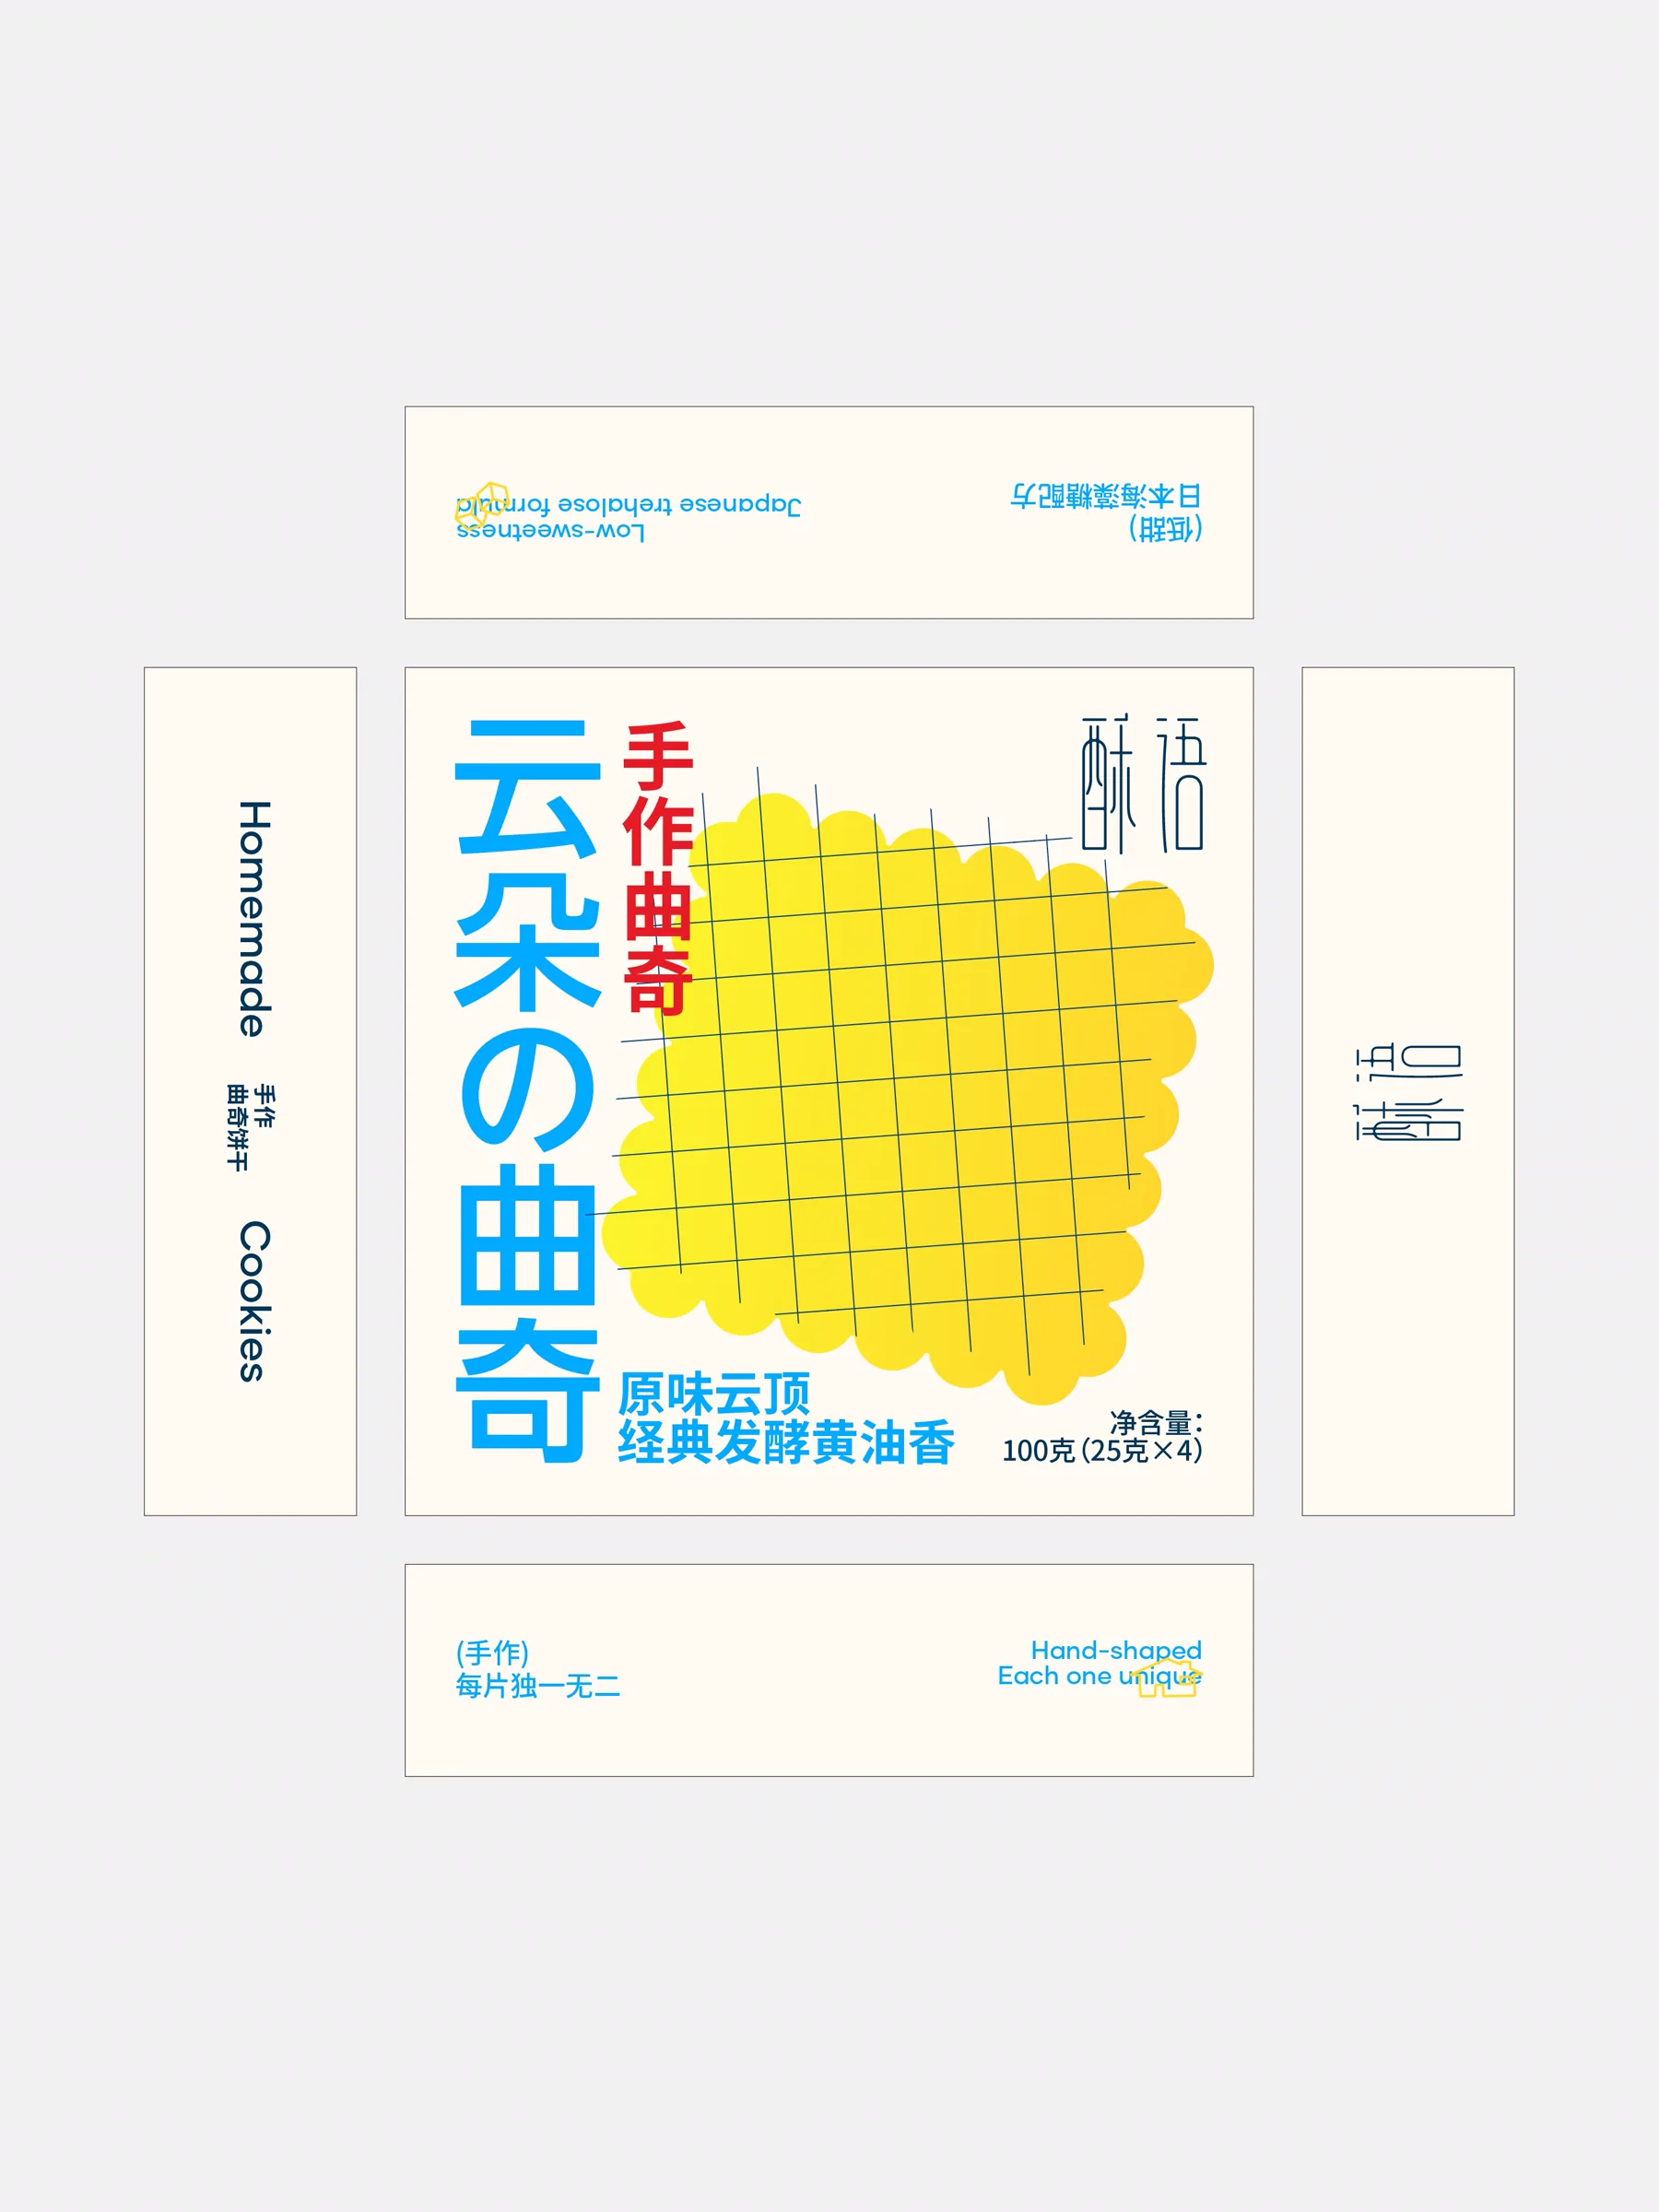 Low-sweetness
Japanese trehalose formula
(低甜)
日本海藻糖配方
Homemade
手作
曲奇饼干
Cookies
云朵の曲奇
手作曲奇
酥语
原味云顶
经典发酵黄油香
净含量:
100克(25克×4)
酥语
(手作)
每片独一无二
Hand-shaped
Each one unique